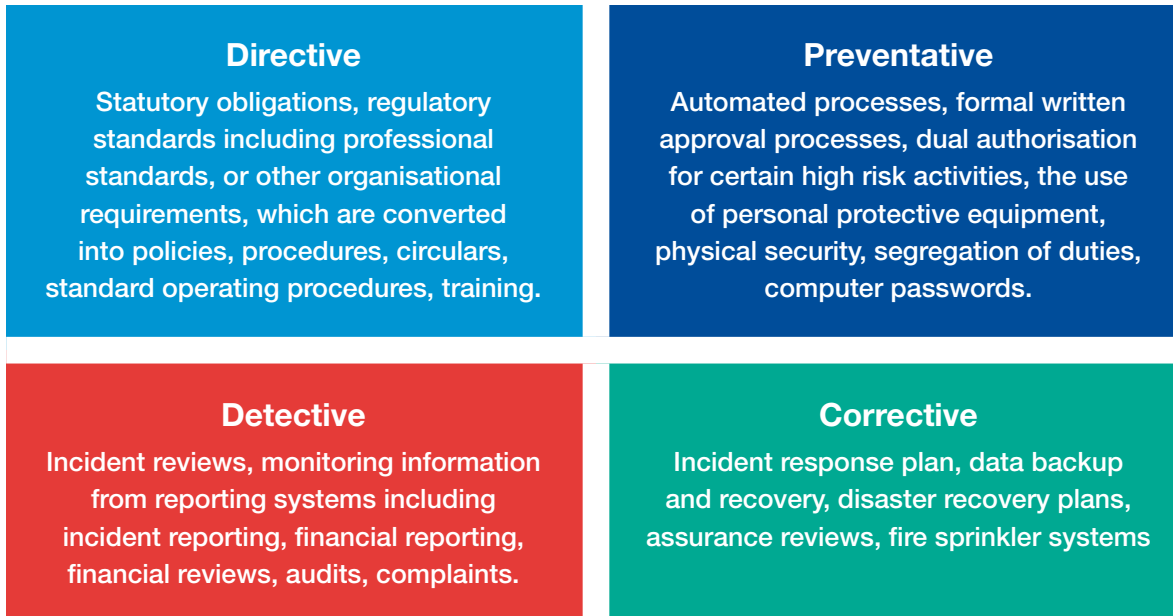 Directive
Statutory obligations, regulatory
standards including professional
standards, or other organisational
requirements, which are converted
into policies, procedures, circulars,
standard operating procedures, training.
Preventative
Automated processes, formal written
approval processes, dual authorisation
for certain high risk activities, the use
of personal protective equipment,
physical security, segregation of duties,
computer passwords.
Detective
Incident reviews, monitoring information
from reporting systems including
incident reporting, financial reporting,
financial reviews, audits, complaints.
Corrective
Incident response plan, data backup
and recovery, disaster recovery plans,
assurance reviews, fire sprinkler systems